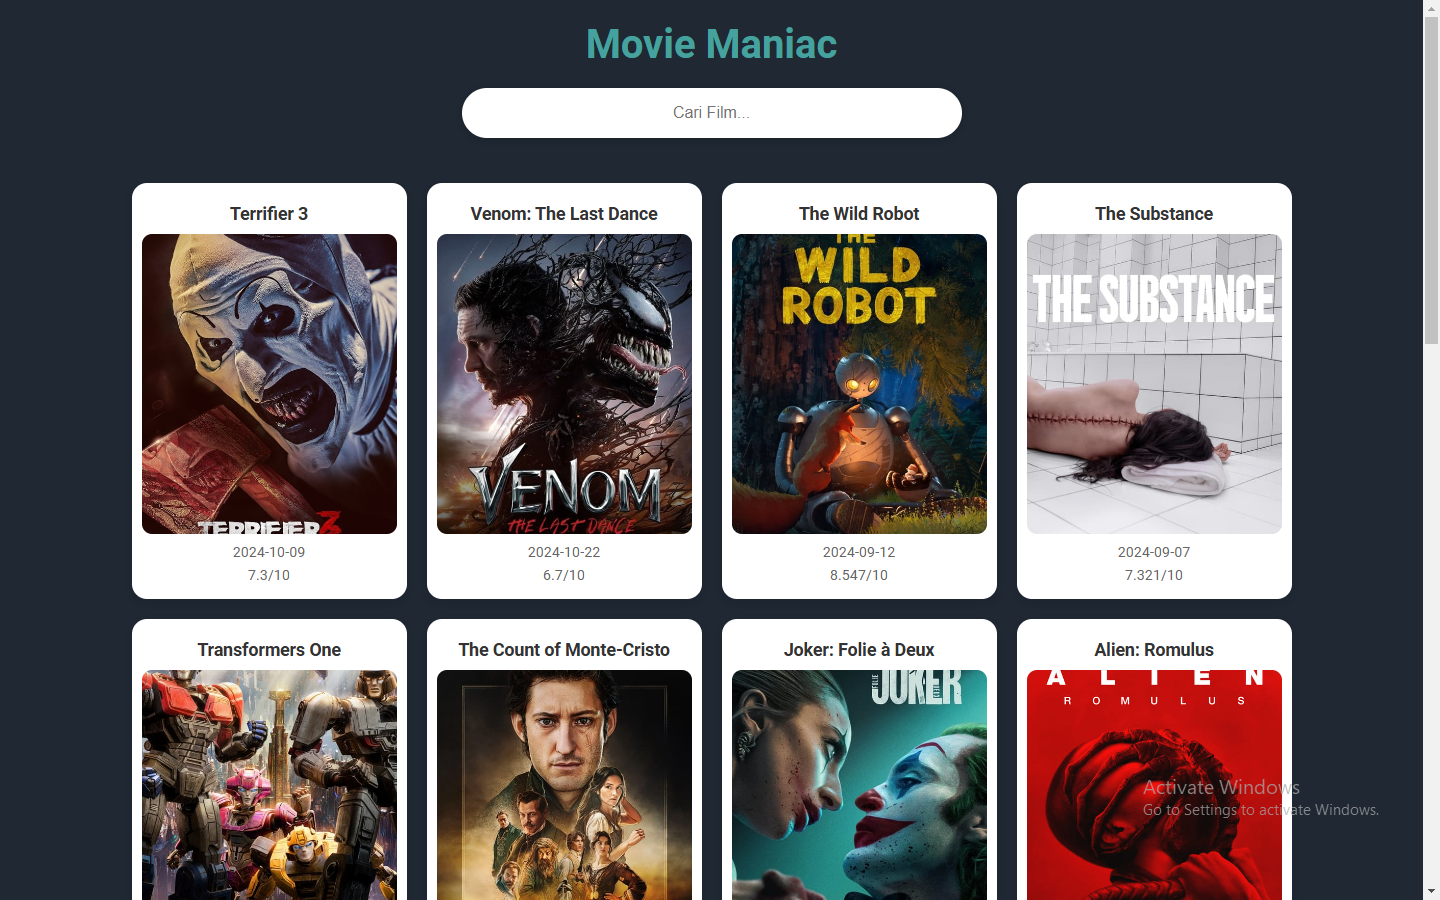 Movie Maniac
Cari Film...
Terrifier 3
Venom: The Last Dance
The Wild Robot
The Substance
TERRIFIER 3
VENOM
THE LAST DANCE
THE
WILD
ROBOT
THE SUBSTANCE
2024-10-09
2024-10-22
2024-09-12
2024-09-07
7.3/10
6.7/10
8.547/10
7.321/10
Transformers One
The Count of Monte-Cristo
Joker: Folie à Deux
Alien: Romulus
JOKER
FOLIE
ALIEN
ROMULUS
Activate Windows
Go to Settings to activate Windows.